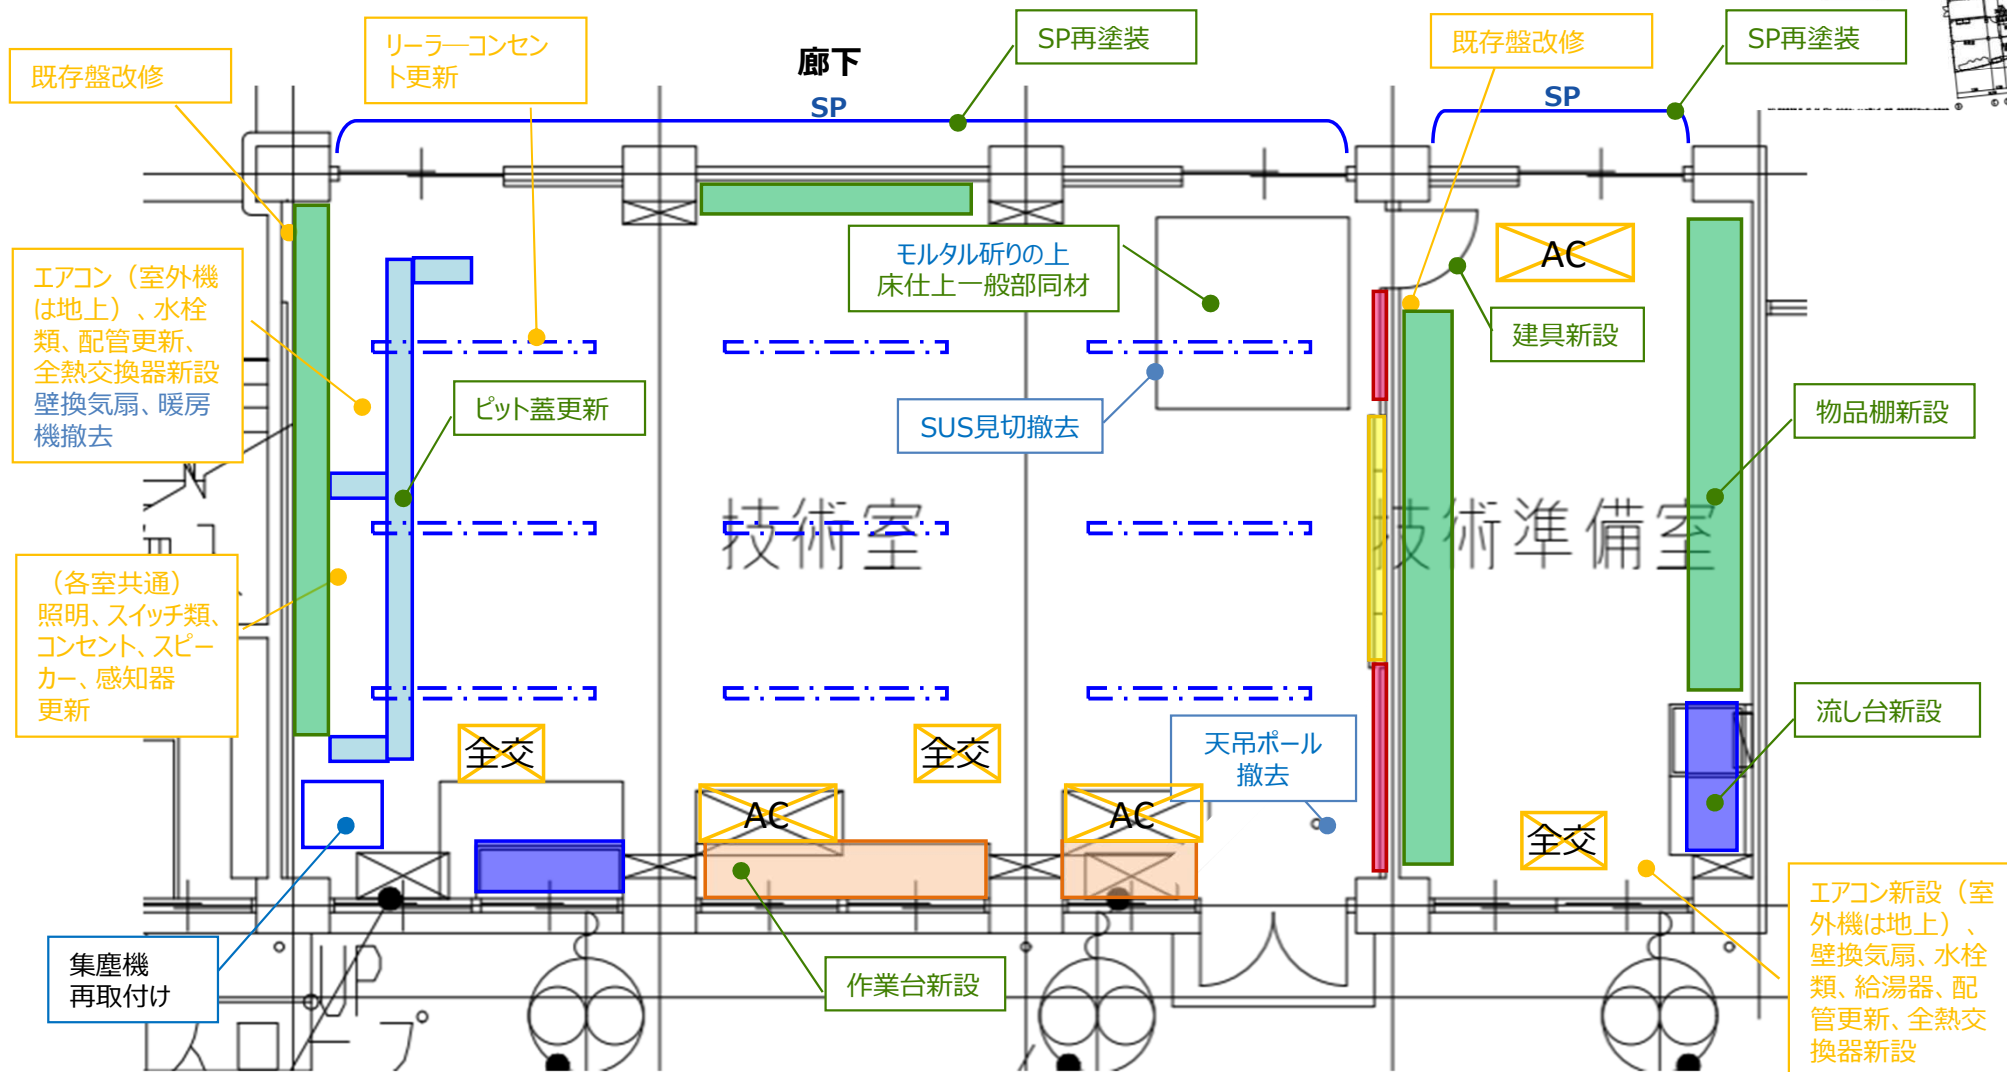 既存盤改修
リーラーコンセン
ト更新
廊下
SP
SP再塗装
既存盤改修
SP
SP再塗装
エアコン（室外機
は地上）、水栓
類、配管更新、
全熱交換器新設
壁換気扇、暖房
機撤去
モルタル斫りの上
床仕上一般部同材
AC
建具新設
ピット蓋更新
SUS見切撤去
物品棚新設
技術室
技術準備室
（各室共通）
照明、スイッチ類、
コンセント、スピー
カー、感知器
更新
流し台新設
全交
全交
天吊ポール
撤去
AC
AC
全交
集塵機
再取付け
作業台新設
エアコン新設（室
外機は地上）、
壁換気扇、水栓
類、給湯器、配
管更新、全熱交
換器新設